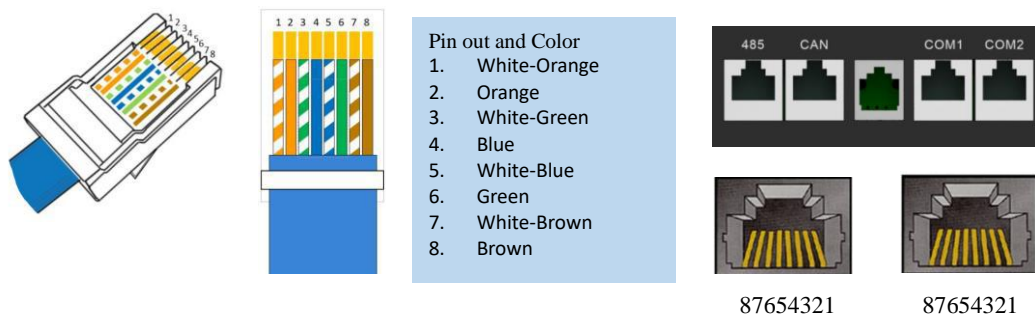 12345678
1 2 3 4 5 6 7 8
Pin out and Color
1. White-Orange
2. Orange
3. White-Green
4. Blue
5. White-Blue
6. Green
7. White-Brown
8. Brown
485 CAN COM1 COM2
87654321 87654321